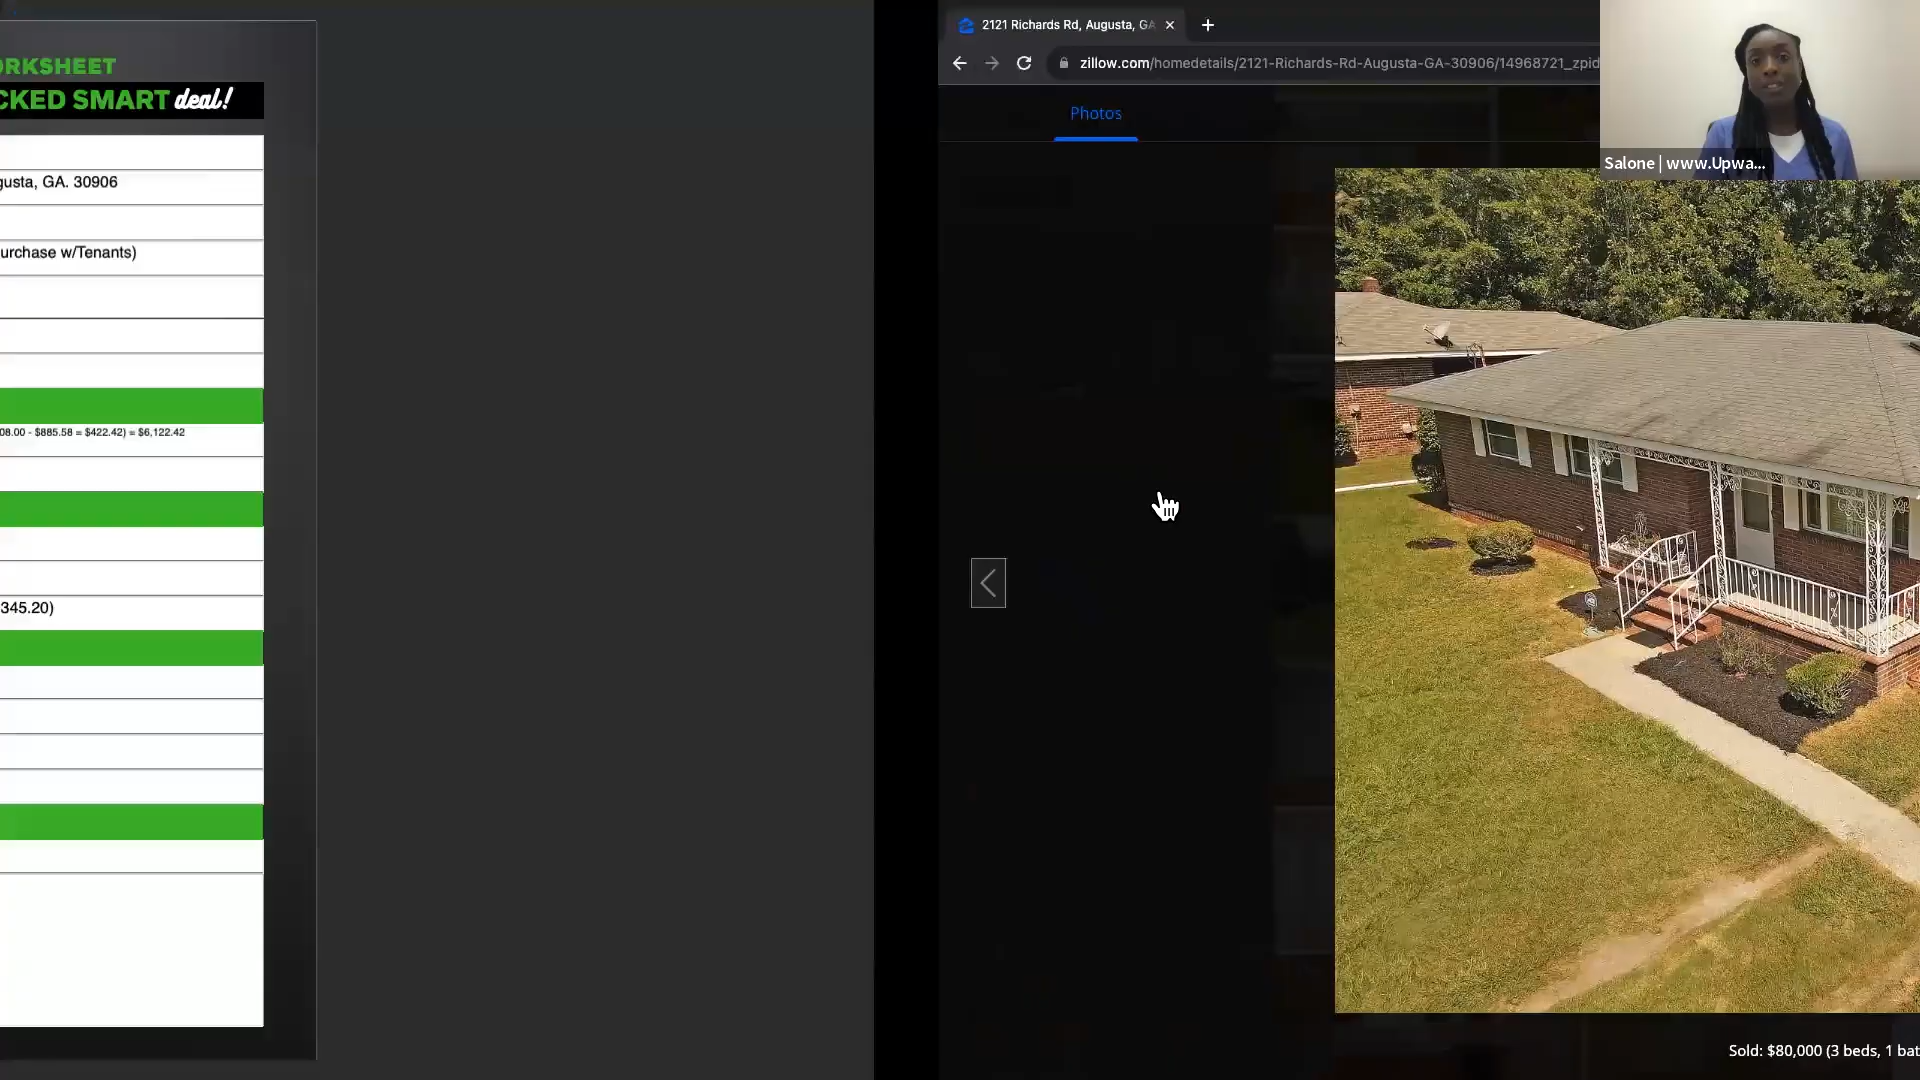 ORKSHEET
CKED SMART deal!
gusta, GA. 30906
urchase w/Tenants)
08.00 - $885.58 = $422.42) = $6,122.42
345.20)
2121 Richards Rd, Augusta, GA
zillow.com/homedetails/2121-Richards-Rd-Augusta-GA-30906/14968721_zpid
Photos
Salone | www.Upwa...
Sold: $80,000 (3 beds, 1 bat